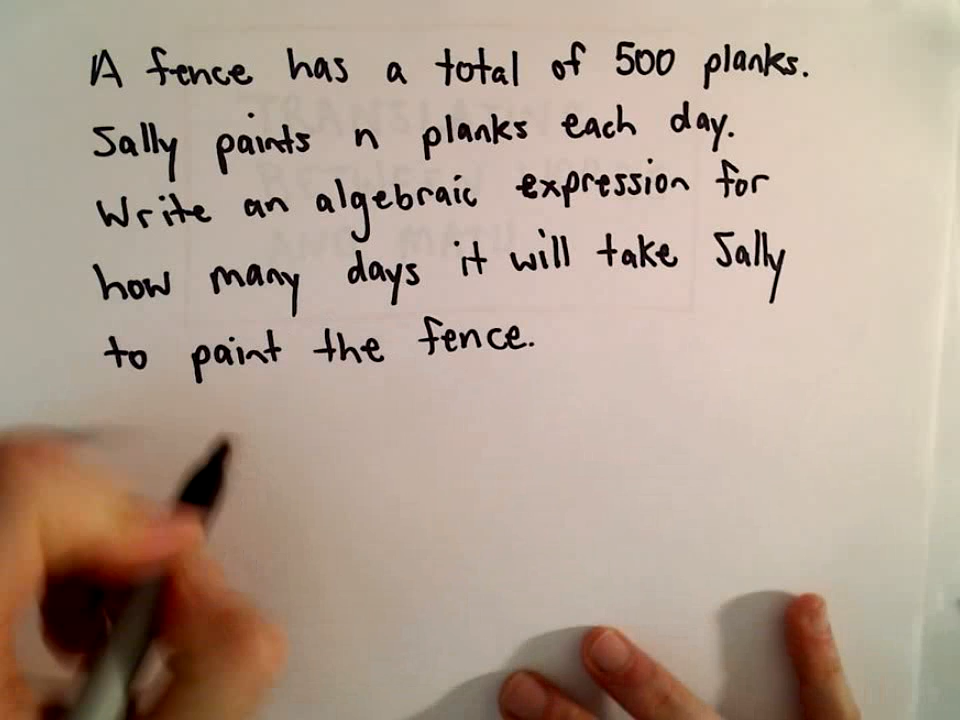 A fence has a total of 500 planks.
Sally paints n planks each day.
Write an algebraic expression for
how many days it will take Sally
to paint the fence.